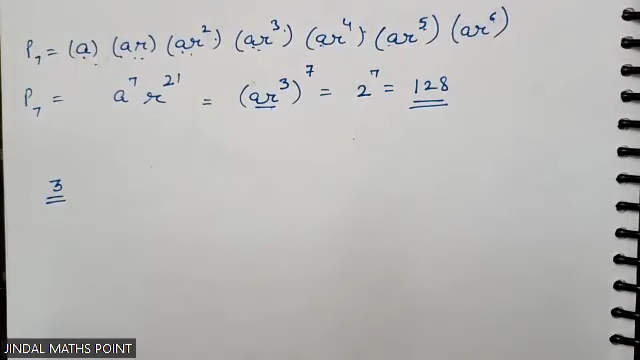 P₇ = (a) (ar) (ar²) (ar³) (ar⁴) (ar⁵) (ar⁶)
P₇ = a⁷ r²¹ = (ar³)⁷ = 2⁷ = 128
3
JINDAL MATHS POINT